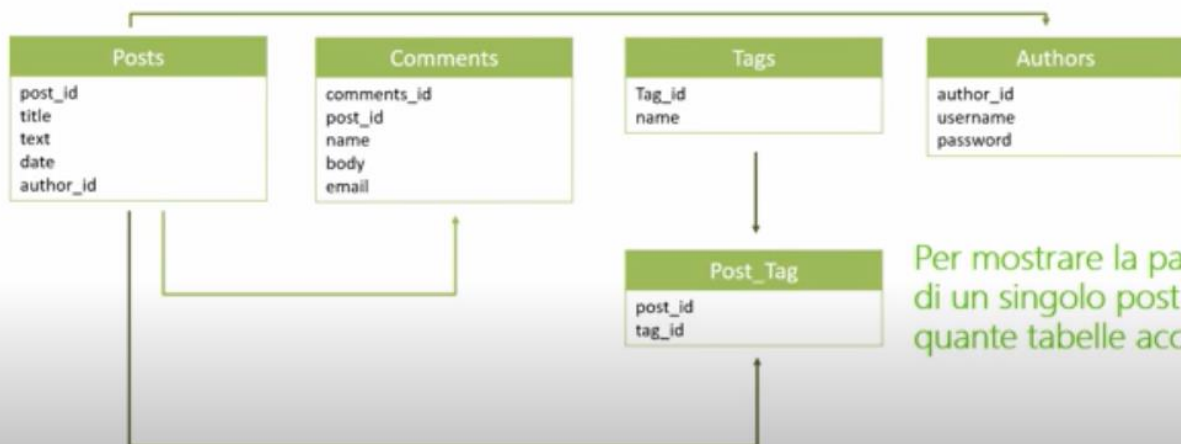 Posts
post_id
title
text
date
author_id
Comments
comments_id
post_id
name
body
email
Tags
Tag_id
name
Authors
author_id
username
password
Post_Tag
post_id
tag_id
Per mostrare la pa
di un singolo post
quante tabelle acc